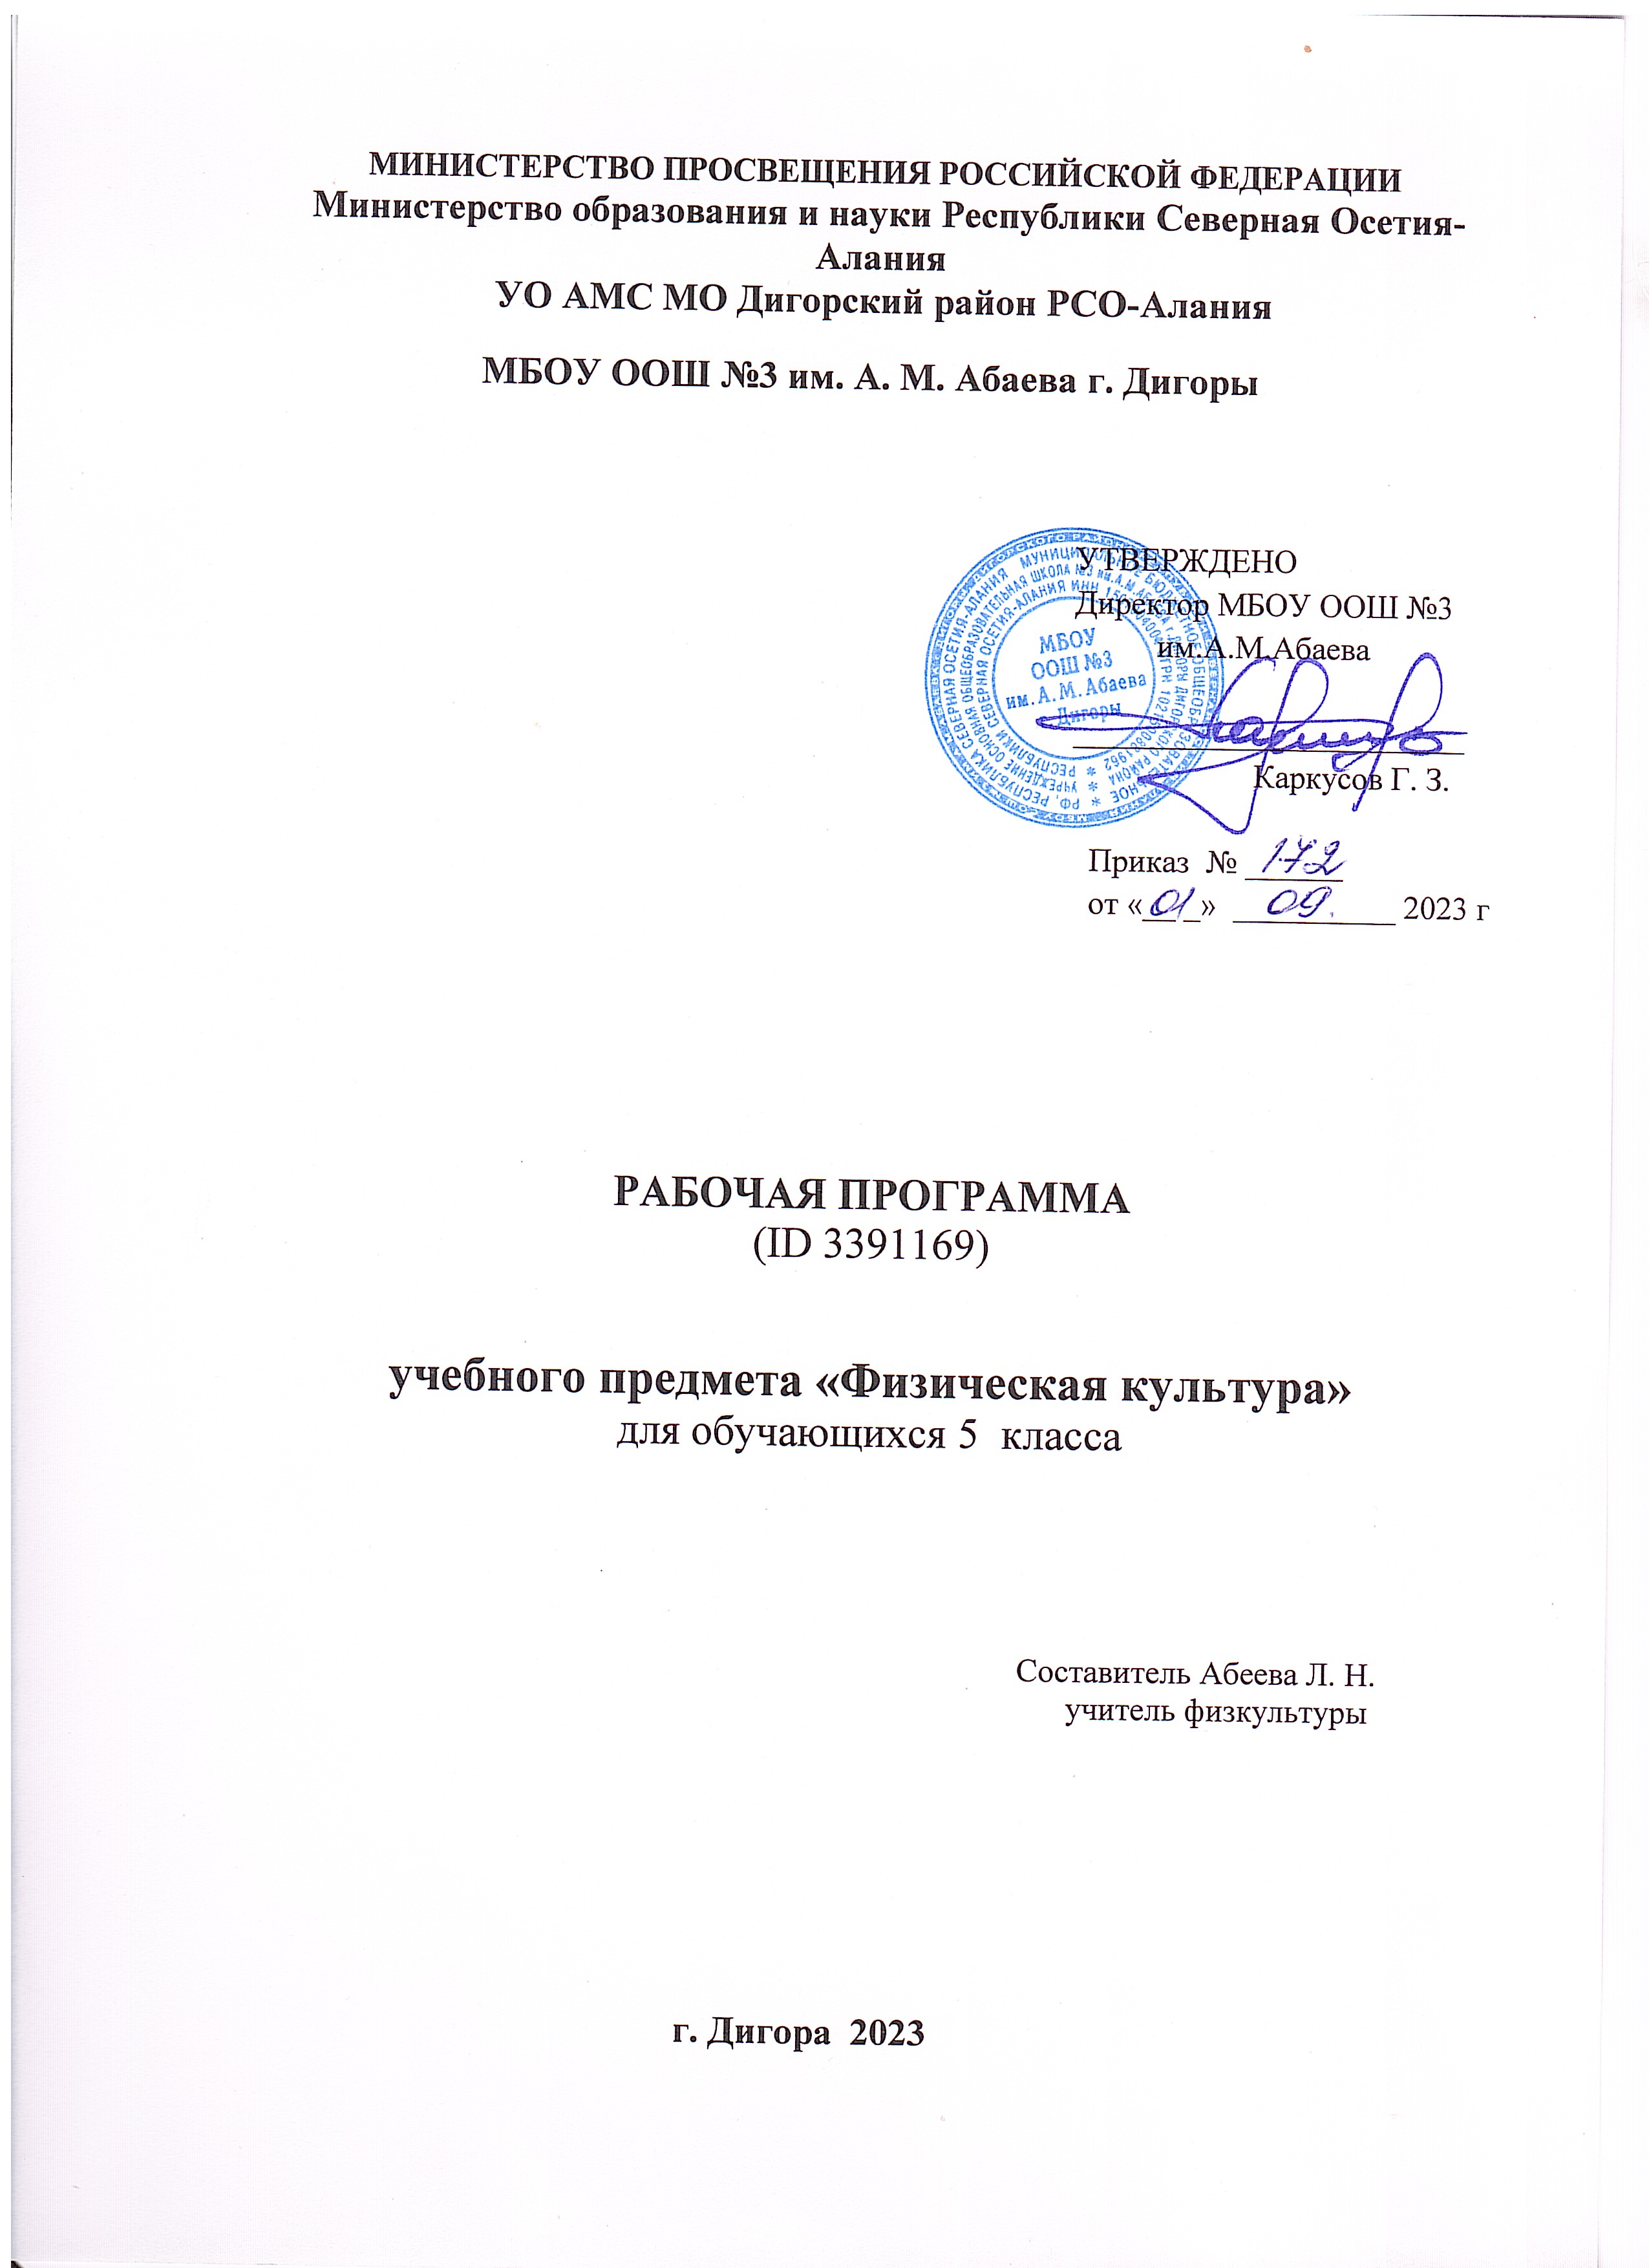 МИНИСТЕРСТВО ПРОСВЕЩЕНИЯ РОССИЙСКОЙ ФЕДЕРАЦИИ
Министерство образования и науки Республики Северная Осетия-
Алания
УО АМС МО Дигорский район РСО-Алания
МБОУ ООШ №3 им. А. М. Абаева г. Дигоры
УТВЕРЖДЕНО
Директор МБОУ ООШ №3
им.А.М.Абаева
Каркусов Г. З.
Приказ № 172
от «01» 09. 2023 г
МБОУ
ООШ №3
им. А. М. Абаева
Дигоры
РАБОЧАЯ ПРОГРАММА
(ID 3391169)
учебного предмета «Физическая культура»
для обучающихся 5 класса
Составитель Абеева Л. Н.
учитель физкультуры
г. Дигора 2023